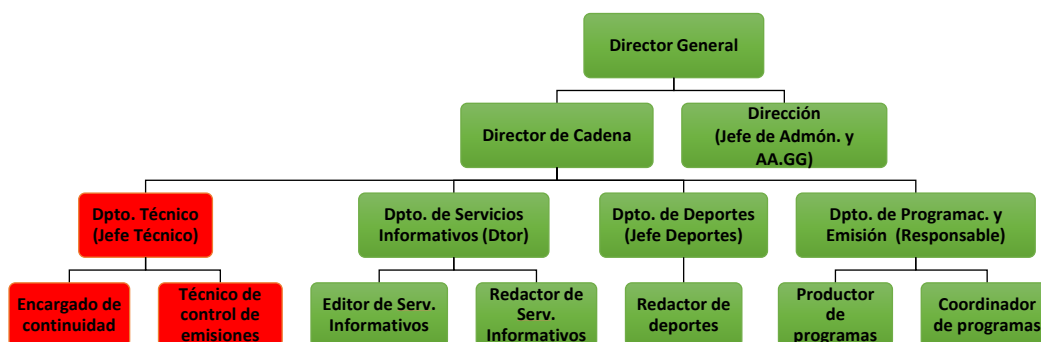 Director General
Director de Cadena
Dirección
(Jefe de Admón. y
AA.GG)
Dpto. Técnico
(Jefe Técnico)
Dpto. de Servicios
Informativos (Dtor)
Dpto. de Deportes
(Jefe Deportes)
Dpto. de Programac. y
Emisión (Responsable)
Encargado de
continuidad
Técnico de
control de
emisiones
Editor de Serv.
Informativos
Redactor de
Serv.
Informativos
Redactor de
deportes
Productor
de
programas
Coordinador
de programas